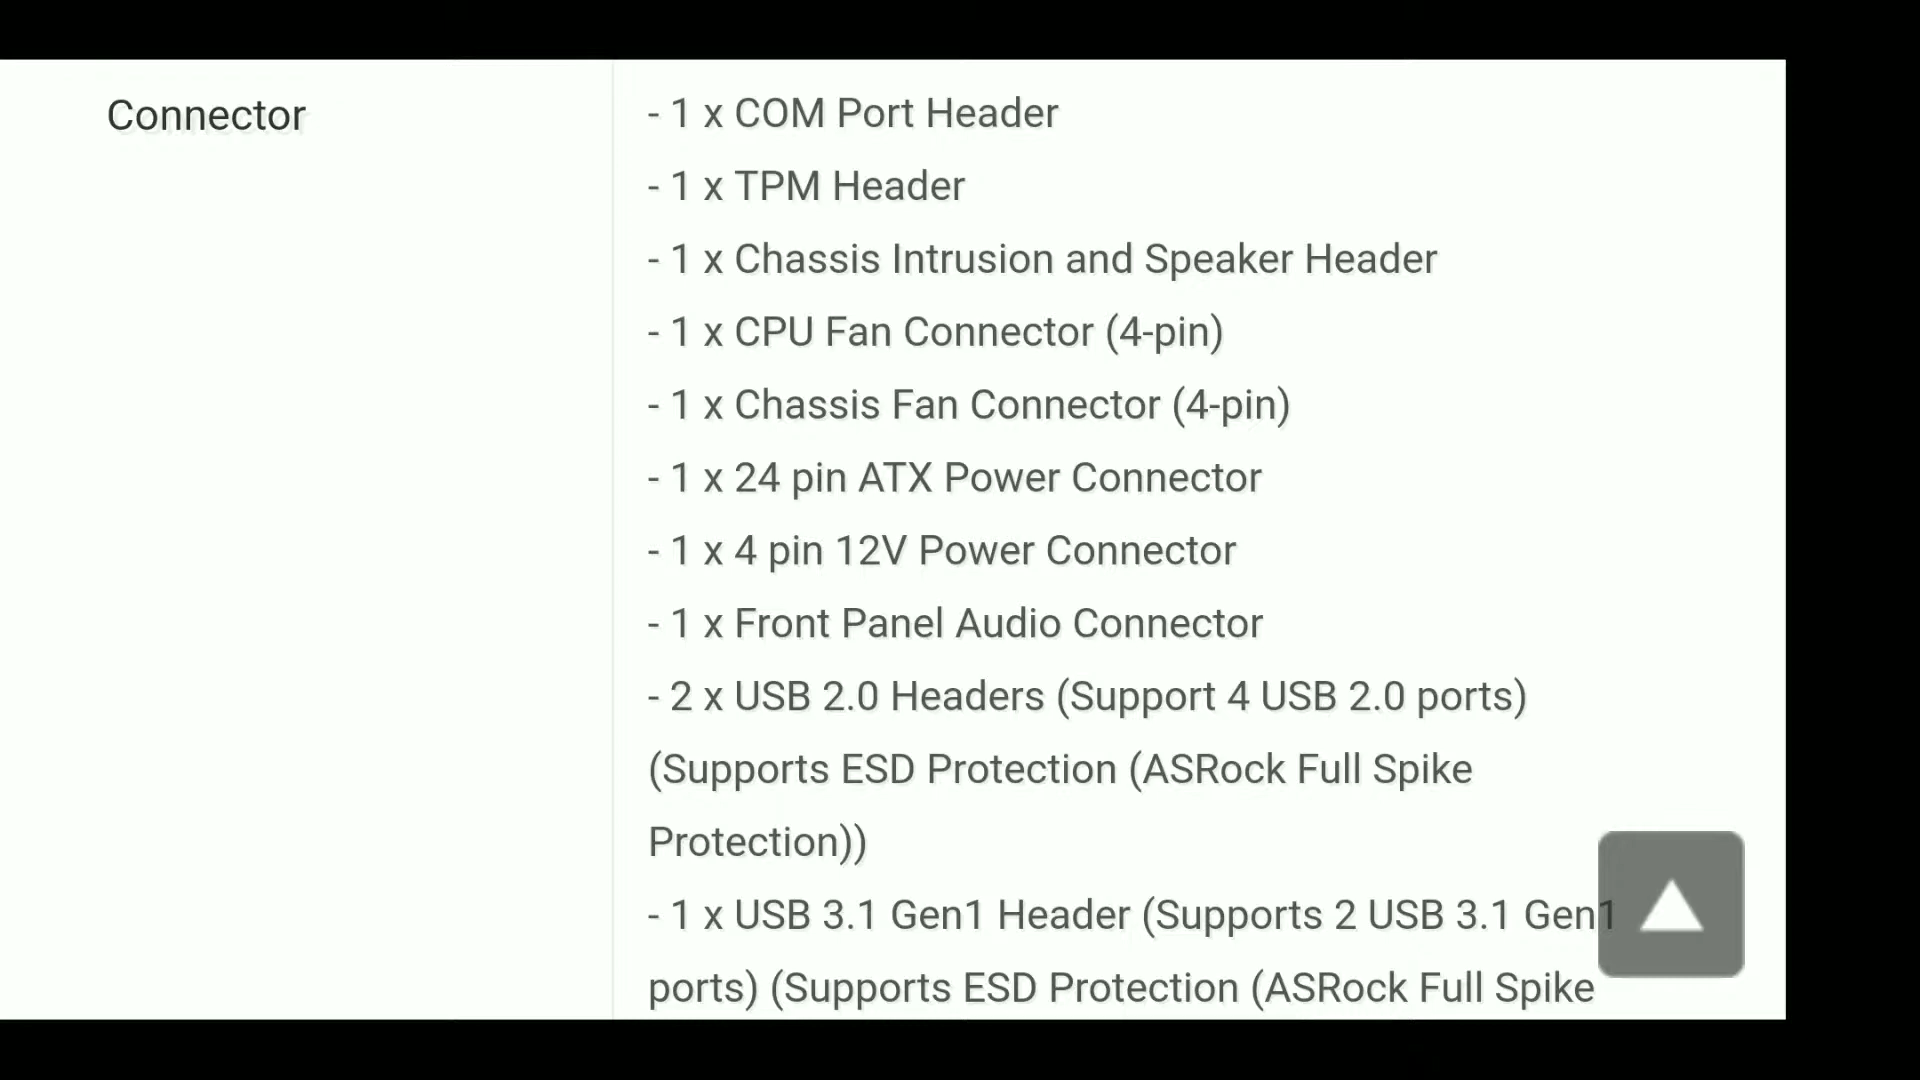 Connector
- 1 x COM Port Header
- 1 x TPM Header
- 1 x Chassis Intrusion and Speaker Header
- 1 x CPU Fan Connector (4-pin)
- 1 x Chassis Fan Connector (4-pin)
- 1 x 24 pin ATX Power Connector
- 1 x 4 pin 12V Power Connector
- 1 x Front Panel Audio Connector
- 2 x USB 2.0 Headers (Support 4 USB 2.0 ports)
(Supports ESD Protection (ASRock Full Spike
Protection))
- 1 x USB 3.1 Gen1 Header (Supports 2 USB 3.1 Gen1
ports) (Supports ESD Protection (ASRock Full Spike